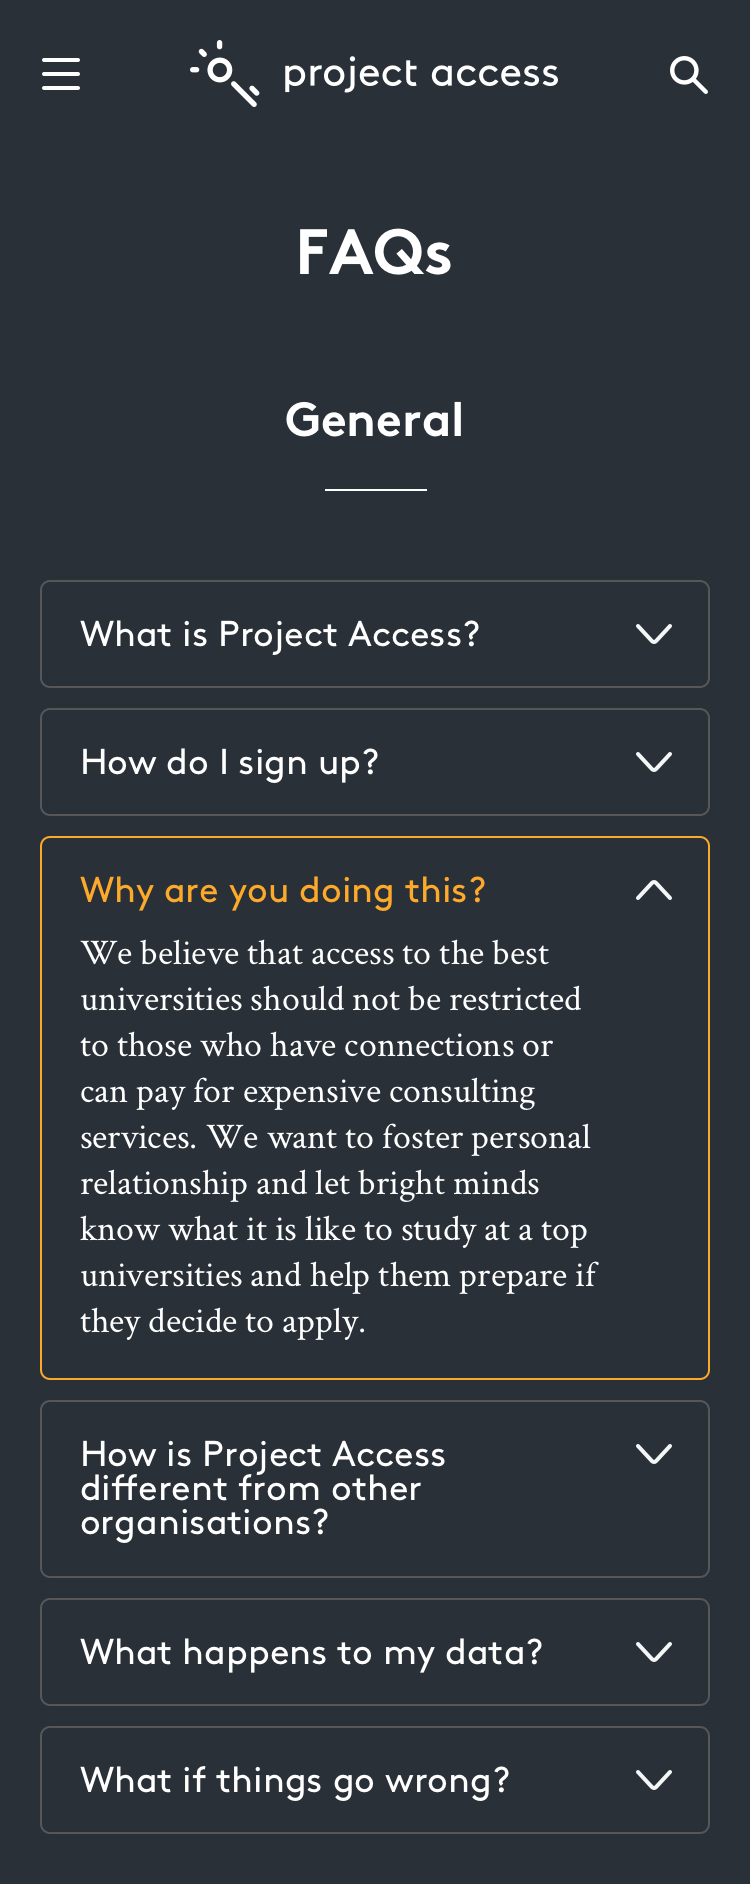 project access
FAQs
General
What is Project Access?
How do I sign up?
Why are you doing this?
We believe that access to the best
universities should not be restricted
to those who have connections or
can pay for expensive consulting
services. We want to foster personal
relationship and let bright minds
know what it is like to study at a top
universities and help them prepare if
they decide to apply.
How is Project Access
different from other
organisations?
What happens to my data?
What if things go wrong?